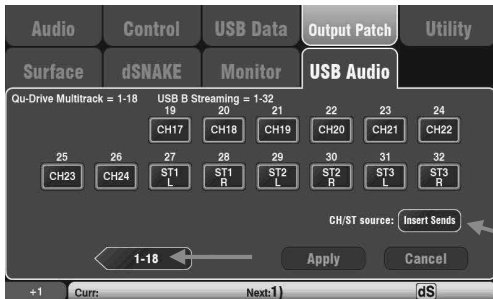 Audio Control USB Data Output Patch Utility
Surface dSNAKE Monitor USB Audio
Qu-Drive Multitrack = 1-18 USB B Streaming = 1-32
19 20 21 22 23 24
CH17 CH18 CH19 CH20 CH21 CH22
25 26 27 28 29 30 31 32
CH23 CH24 ST1 L ST1 R ST2 L ST2 R ST3 L ST3 R
CH/ST source: Insert Sends
1-18 Apply Cancel
+1 Curr: Next:1) dS